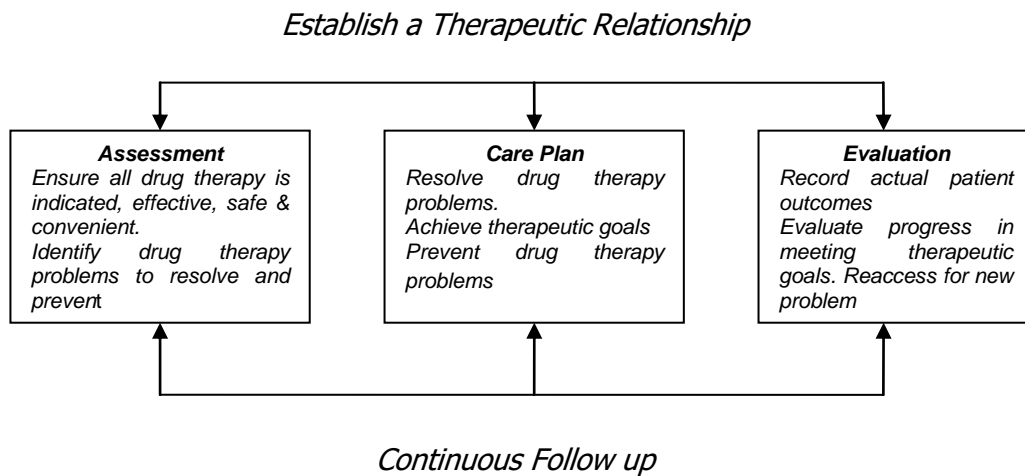 Establish a Therapeutic Relationship
Assessment
Ensure all drug therapy is
indicated, effective, safe &
convenient.
Identify drug therapy
problems to resolve and
prevent
Care Plan
Resolve drug therapy
problems.
Achieve therapeutic goals
Prevent drug therapy
problems
Evaluation
Record actual patient
outcomes
Evaluate progress in
meeting therapeutic
goals. Reaccess for new
problem
Continuous Follow up